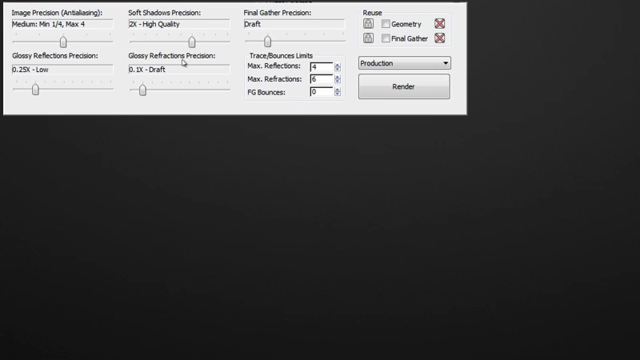 Image Precision (Antialiasing):
Medium: Min 1/4, Max 4
Soft Shadows Precision:
2X - High Quality
Final Gather Precision:
Draft
Reuse
Geometry
Final Gather
Glossy Reflections Precision:
0.25X - Low
Glossy Refractions Precision:
0.1X - Draft
Trace/Bounces Limits
Max. Reflections: 4
Max. Refractions: 6
FG Bounces: 0
Production
Render